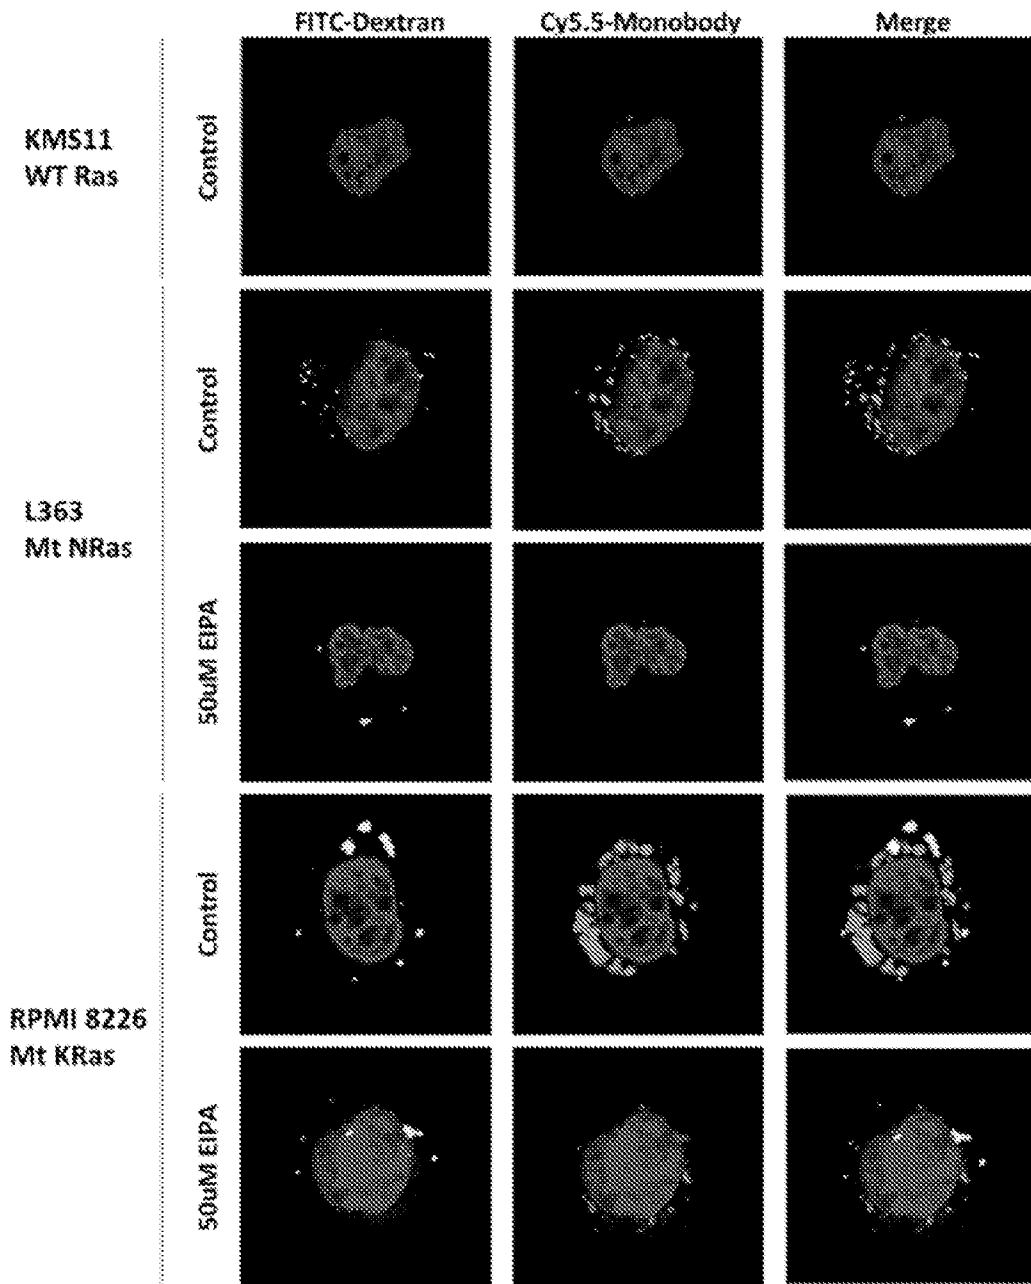 FITC-Dextran Cy5.5-Monobody Merge
KMS11
WT Ras
Control
L363
Mt NRas
Control
50uM EIPA
RPMI 8226
Mt KRas
Control
50uM EIPA